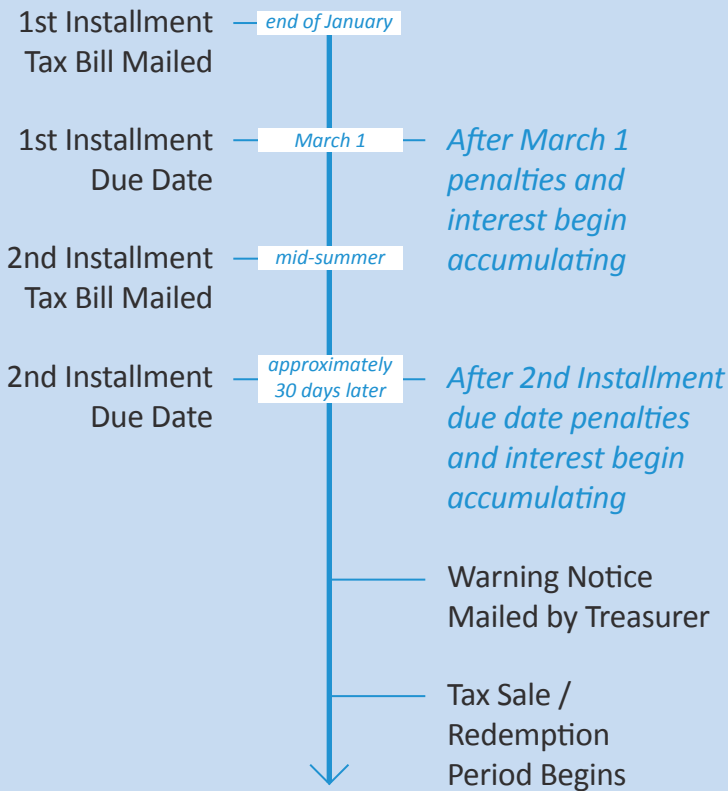 1st Installment
Tax Bill Mailed
end of January
1st Installment
Due Date
March 1
After March 1
penalties and
interest begin
accumulating
2nd Installment
Tax Bill Mailed
mid-summer
2nd Installment
Due Date
approximately
30 days later
After 2nd Installment
due date penalties
and interest begin
accumulating
Warning Notice
Mailed by Treasurer
Tax Sale /
Redemption
Period Begins